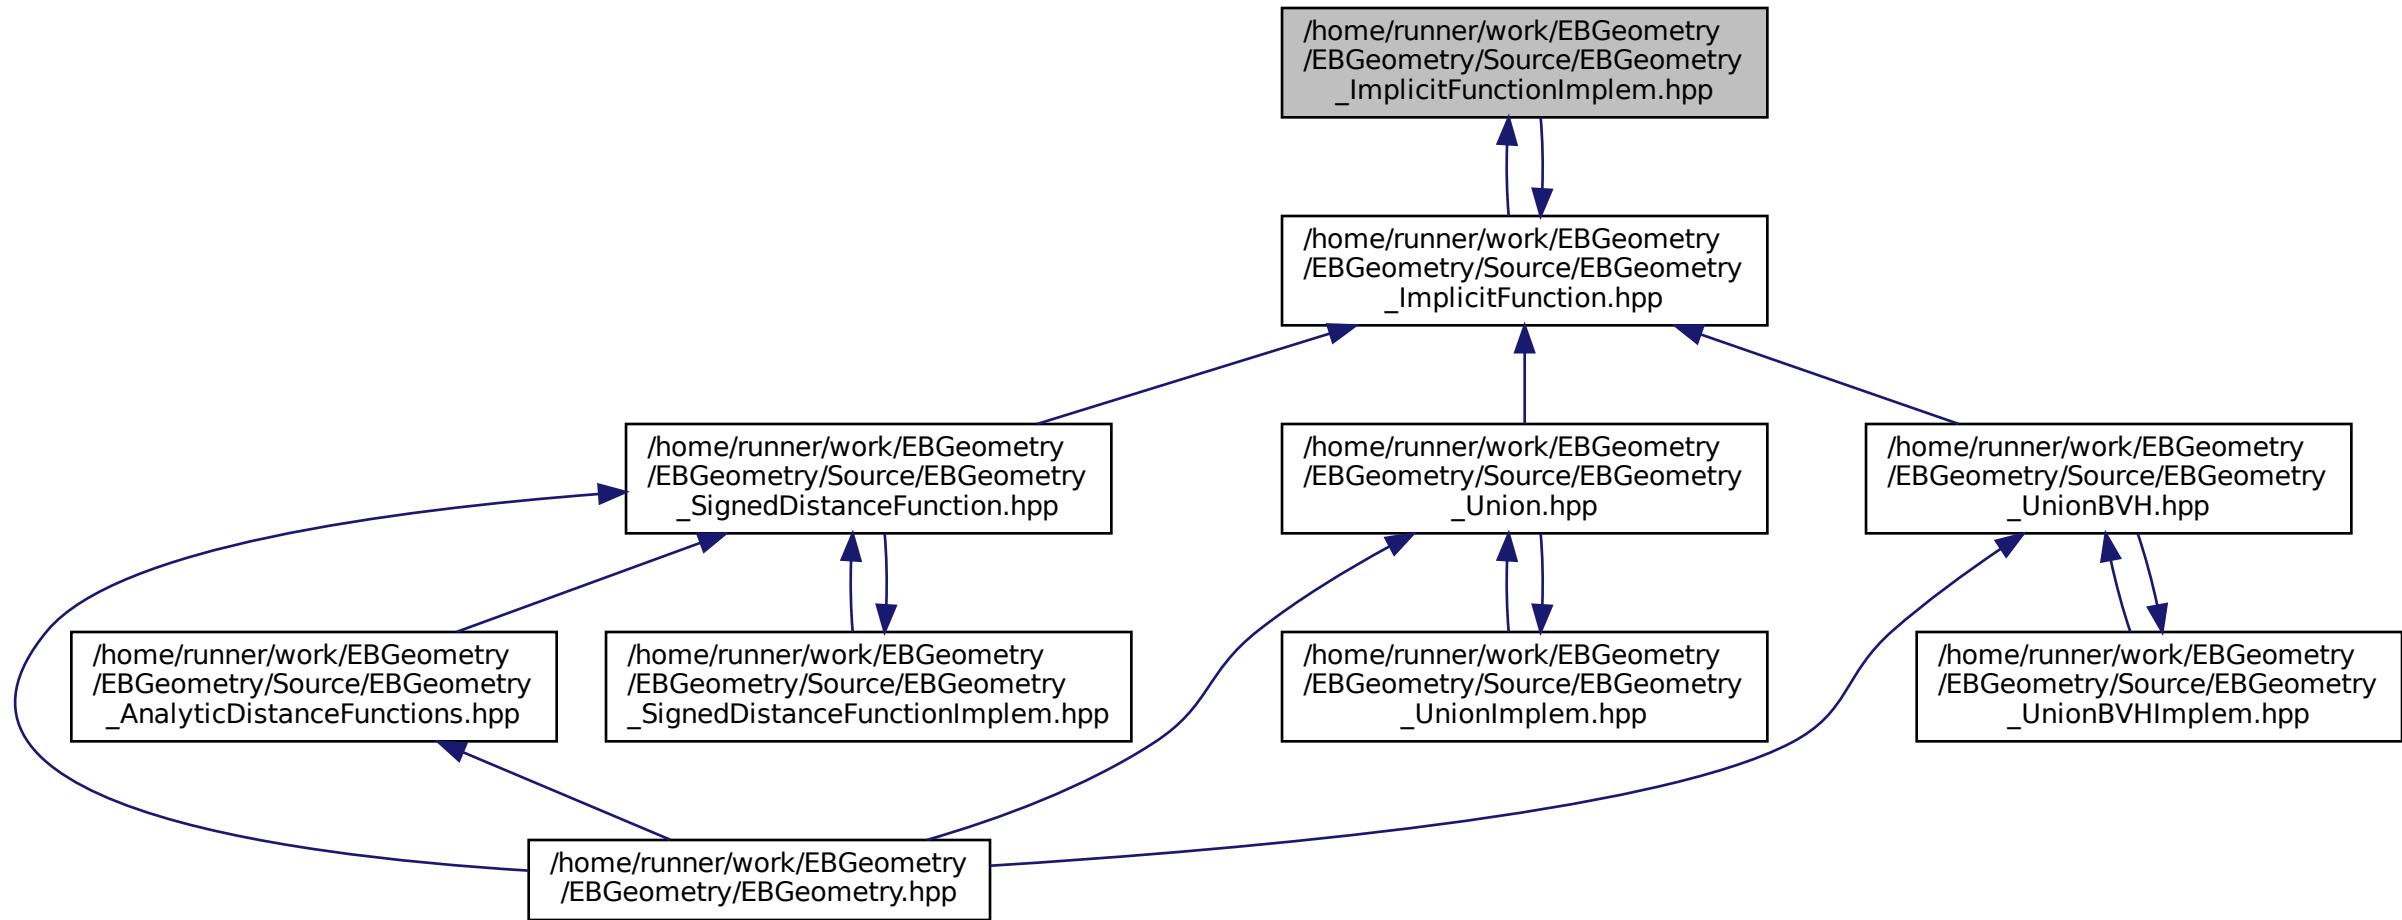 /home/runner/work/EBGeometry
/EBGeometry/Source/EBGeometry
_ImplicitFunctionImplem.hpp
/home/runner/work/EBGeometry
/EBGeometry/Source/EBGeometry
_ImplicitFunction.hpp
/home/runner/work/EBGeometry
/EBGeometry/Source/EBGeometry
_SignedDistanceFunction.hpp
/home/runner/work/EBGeometry
/EBGeometry/Source/EBGeometry
_Union.hpp
/home/runner/work/EBGeometry
/EBGeometry/Source/EBGeometry
_UnionBVH.hpp
/home/runner/work/EBGeometry
/EBGeometry/Source/EBGeometry
_AnalyticDistanceFunctions.hpp
/home/runner/work/EBGeometry
/EBGeometry/Source/EBGeometry
_SignedDistanceFunctionImplem.hpp
/home/runner/work/EBGeometry
/EBGeometry/Source/EBGeometry
_UnionImplem.hpp
/home/runner/work/EBGeometry
/EBGeometry/Source/EBGeometry
_UnionBVHImplem.hpp
/home/runner/work/EBGeometry
/EBGeometry/EBGeometry.hpp